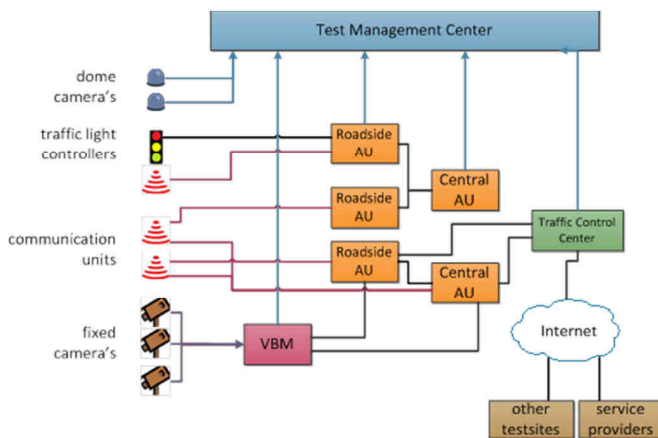 Test Management Center
dome
camera's
traffic light
controllers
Roadside
AU
Central
AU
Roadside
AU
Traffic Control
Center
communication
units
Roadside
AU
Central
AU
fixed
camera's
VBM
Internet
other
testsites
service
providers